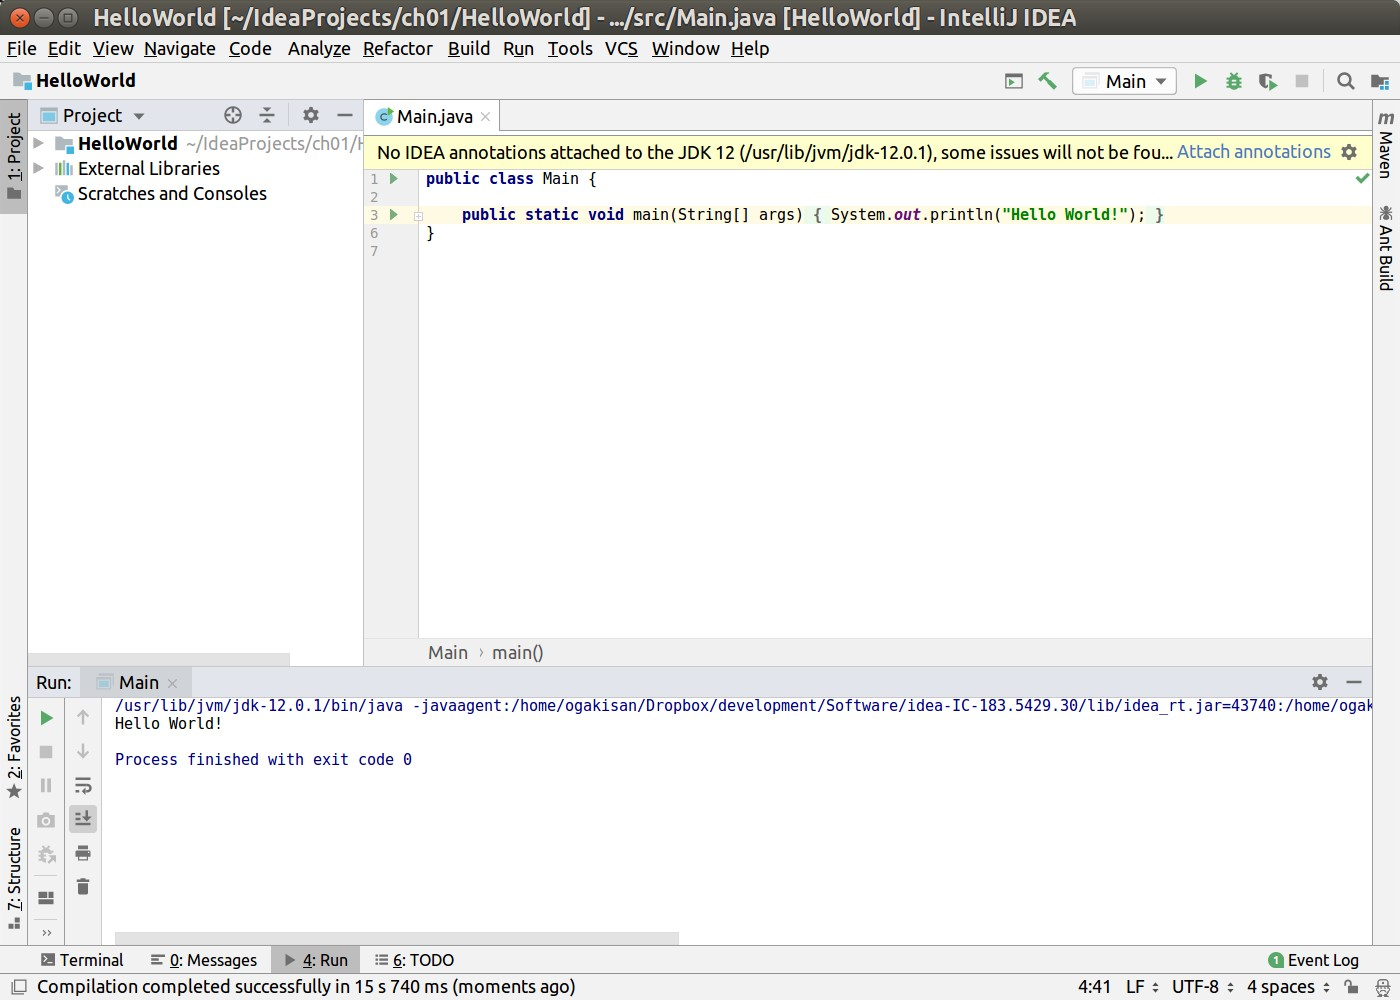 HelloWorld [~/IdeaProjects/ch01/HelloWorld] - .../src/Main.java [HelloWorld] - IntelliJ IDEA
File Edit View Navigate Code Analyze Refactor Build Run Tools VCS Window Help
HelloWorld
Main
1: Project
Project
Main.java
HelloWorld ~/IdeaProjects/ch01/H
External Libraries
Scratches and Consoles
No IDEA annotations attached to the JDK 12 (/usr/lib/jvm/jdk-12.0.1), some issues will not be fou... Attach annotations
1 public class Main {
2
3 public static void main(String[] args) { System.out.println("Hello World!"); }
6 }
7
m Maven
Ant Build
Main › main()
Run: Main
/usr/lib/jvm/jdk-12.0.1/bin/java -javaagent:/home/ogakisan/Dropbox/development/Software/idea-IC-183.5429.30/lib/idea_rt.jar=43740:/home/ogak
Hello World!
Process finished with exit code 0
2: Favorites
7: Structure
Terminal 0: Messages 4: Run 6: TODO 1 Event Log
Compilation completed successfully in 15 s 740 ms (moments ago) 4:41 LF UTF-8 4 spaces